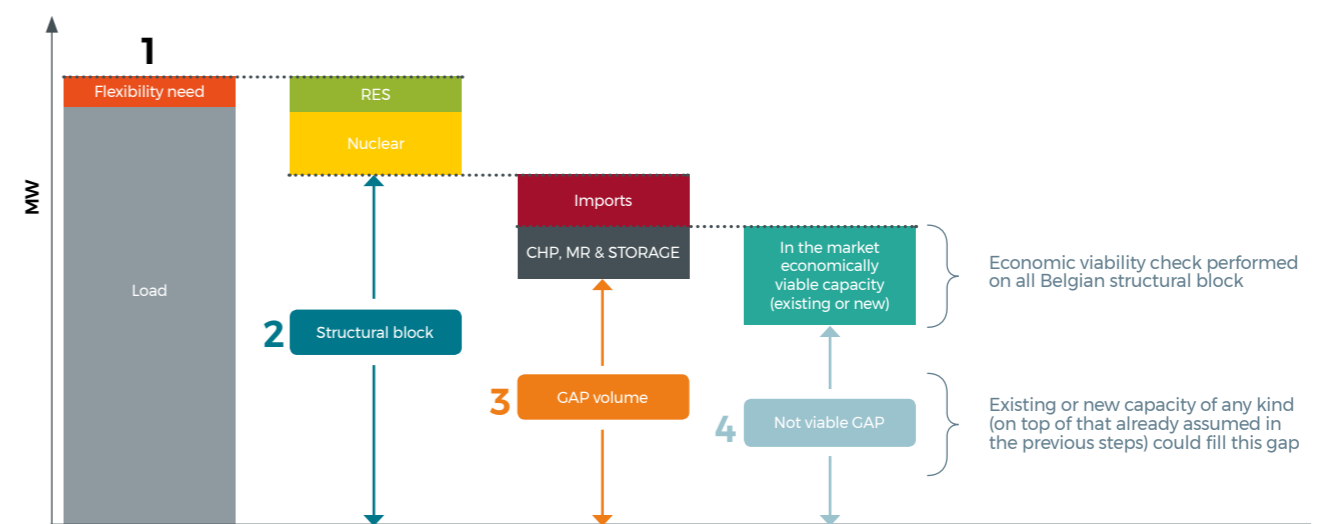 MW
1
Flexibility need
Load
RES
Nuclear
2
Structural block
Imports
CHP, MR & STORAGE
3
GAP volume
In the market
economically
viable capacity
(existing or new)
4
Not viable GAP
Economic viability check performed
on all Belgian structural block
Existing or new capacity of any kind
(on top of that already assumed in
the previous steps) could fill this gap